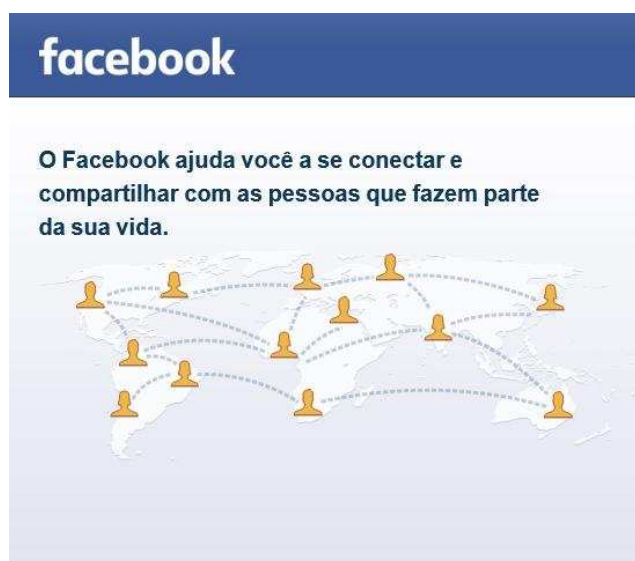 facebook
O Facebook ajuda você a se conectar e
compartilhar com as pessoas que fazem parte
da sua vida.